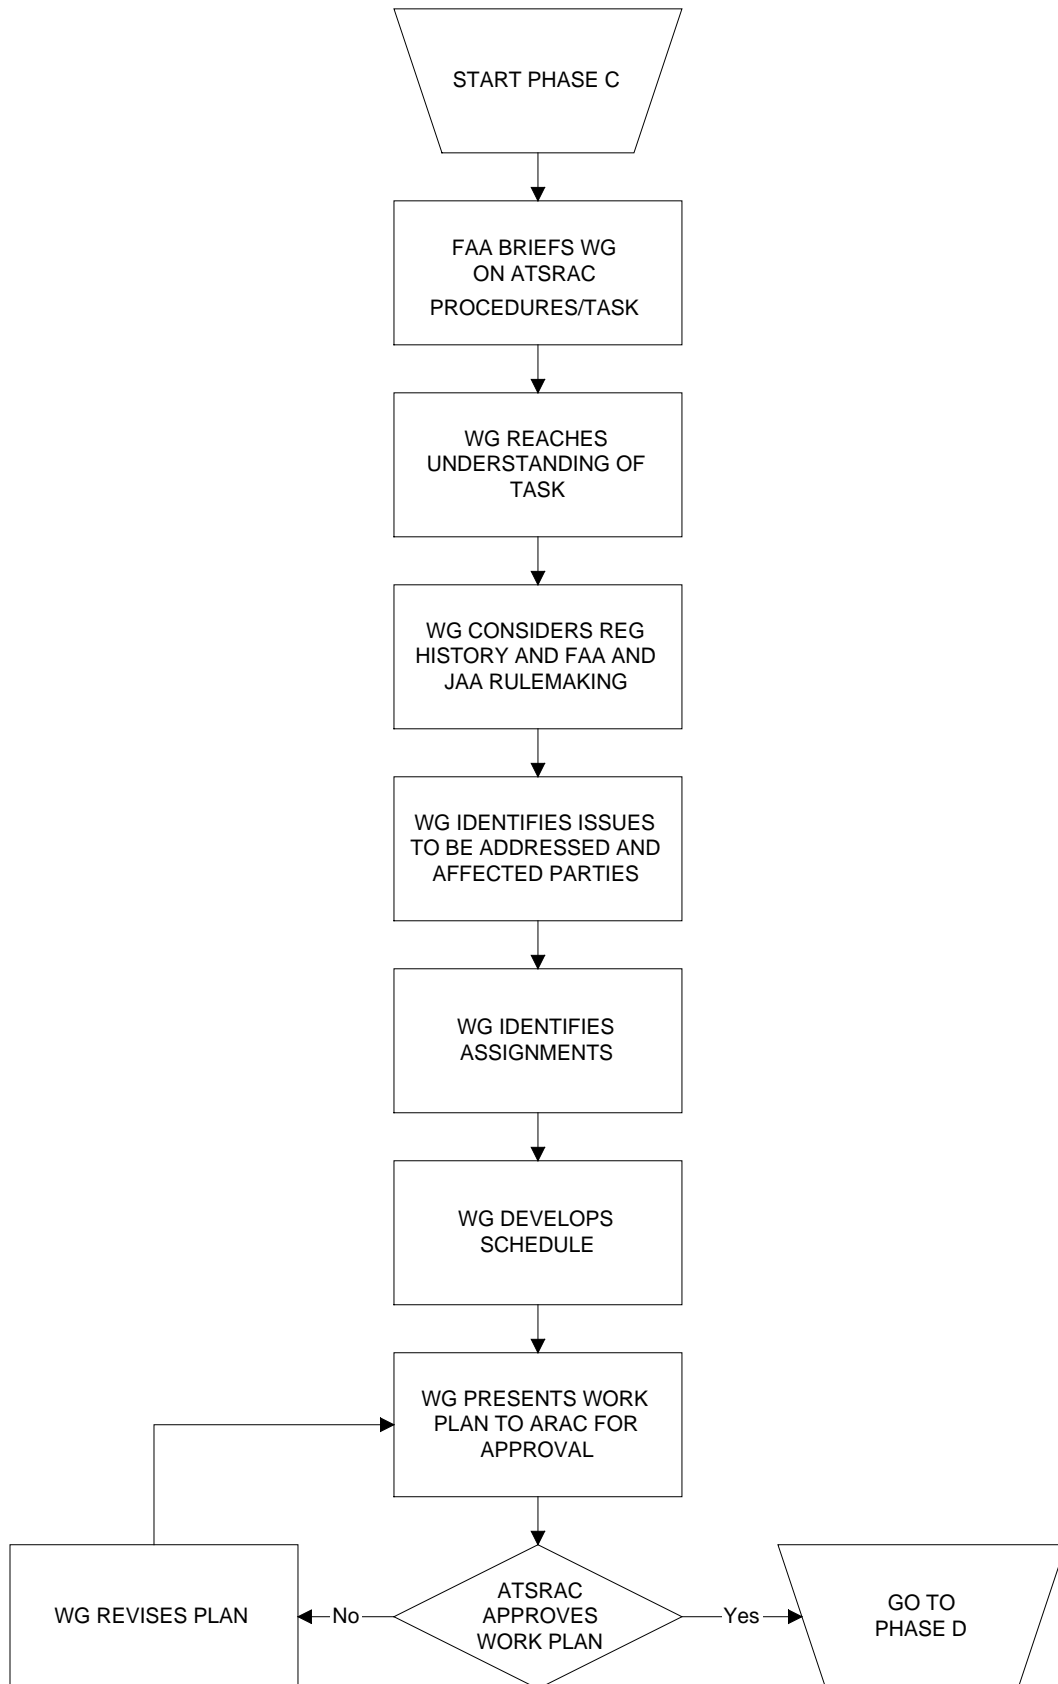 START PHASE C
FAA BRIEFS WG
ON ATSRAC
PROCEDURES/TASK
WG REACHES
UNDERSTANDING OF
TASK
WG CONSIDERS REG
HISTORY AND FAA AND
JAA RULEMAKING
WG IDENTIFIES ISSUES
TO BE ADDRESSED AND
AFFECTED PARTIES
WG IDENTIFIES
ASSIGNMENTS
WG DEVELOPS
SCHEDULE
WG PRESENTS WORK
PLAN TO ARAC FOR
APPROVAL
WG REVISES PLAN
No
ATSRAC
APPROVES
WORK PLAN
Yes
GO TO
PHASE D